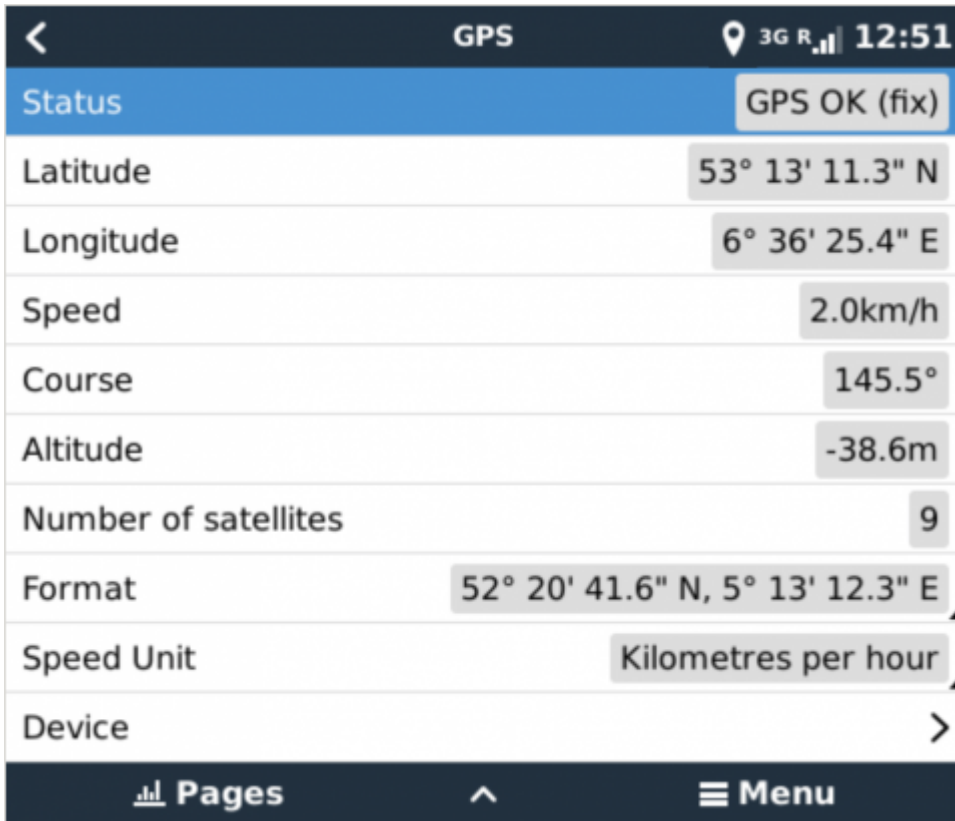 GPS 3G R 12:51
Status GPS OK (fix)
Latitude 53° 13' 11.3" N
Longitude 6° 36' 25.4" E
Speed 2.0km/h
Course 145.5°
Altitude -38.6m
Number of satellites 9
Format 52° 20' 41.6" N, 5° 13' 12.3" E
Speed Unit Kilometres per hour
Device
Pages Menu